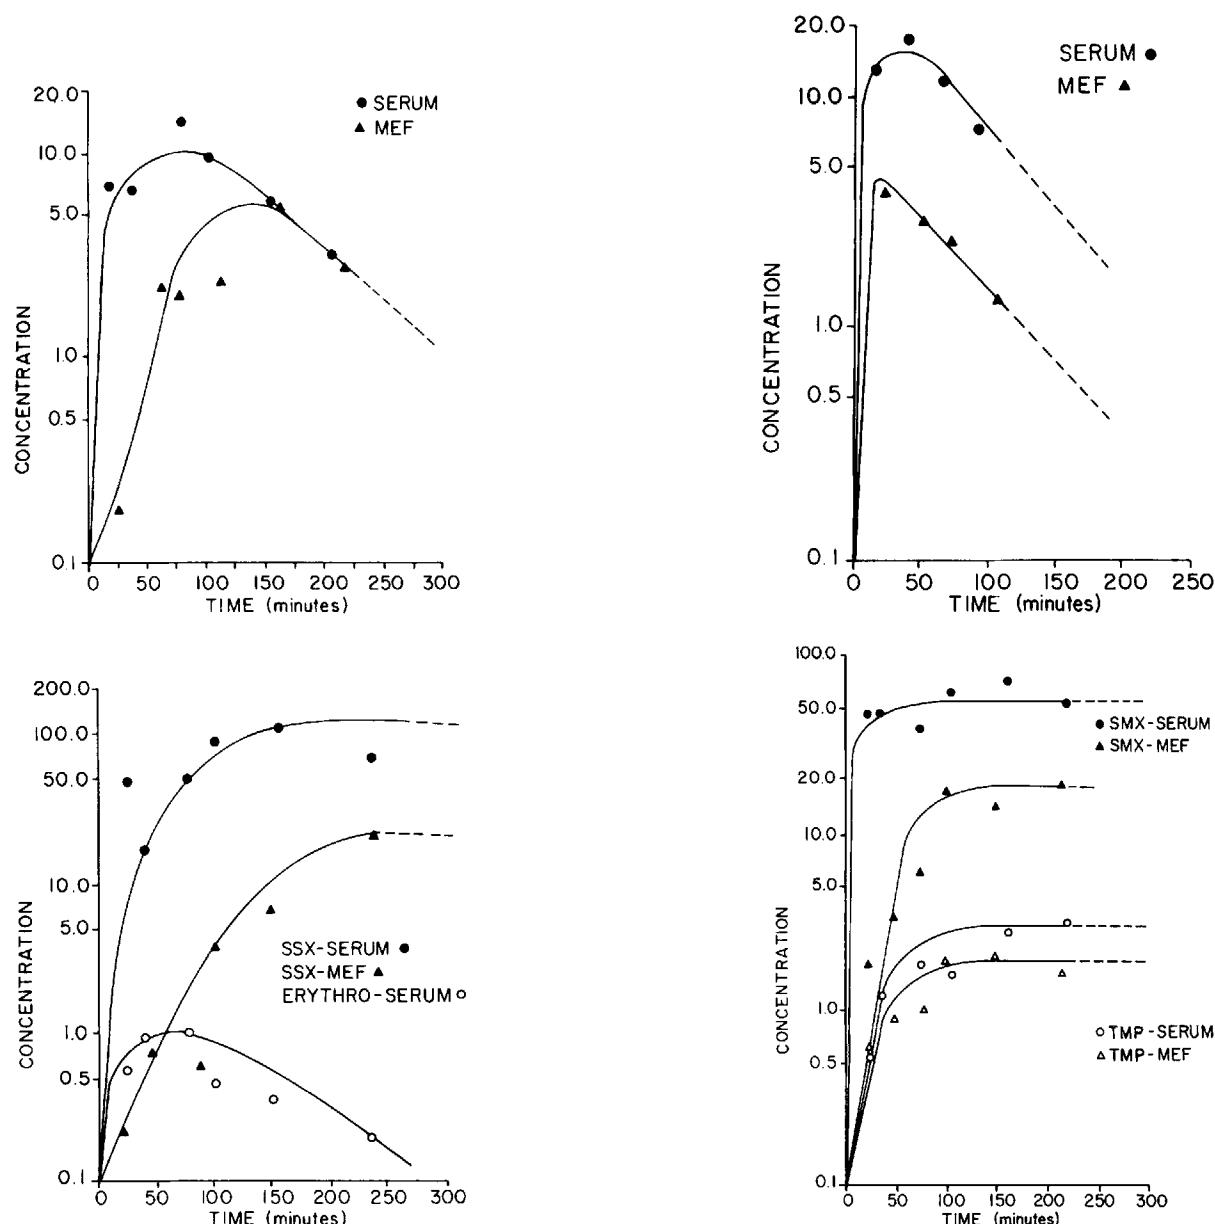 20.0
10.0
5.0
1.0
0.5
0.1
CONCENTRATION
● SERUM
▲ MEF
0 50 100 150 200 250 300
TIME (minutes)
20.0
10.0
5.0
1.0
0.5
0.1
CONCENTRATION
SERUM ●
MEF ▲
0 50 100 150 200 250
TIME (minutes)
200.0
100.0
50.0
10.0
5.0
1.0
0.5
0.1
CONCENTRATION
SSX-SERUM ●
SSX-MEF ▲
ERYTHRO-SERUM ○
0 50 100 150 200 250 300
TIME (minutes)
100.0
50.0
20.0
10.0
5.0
1.0
0.5
0.1
CONCENTRATION
● SMX-SERUM
▲ SMX-MEF
○ TMP-SERUM
△ TMP-MEF
0 50 100 150 200 250 300
TIME (minutes)